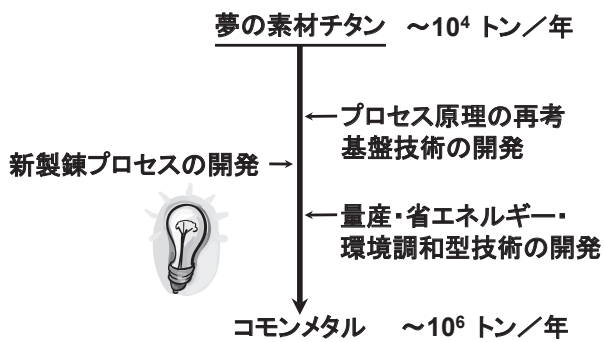 夢の素材チタン ～10⁴ トン／年
プロセス原理の再考
基盤技術の開発
新製錬プロセスの開発
量産・省エネルギー・
環境調和型技術の開発
コモンメタル ～10⁶ トン／年